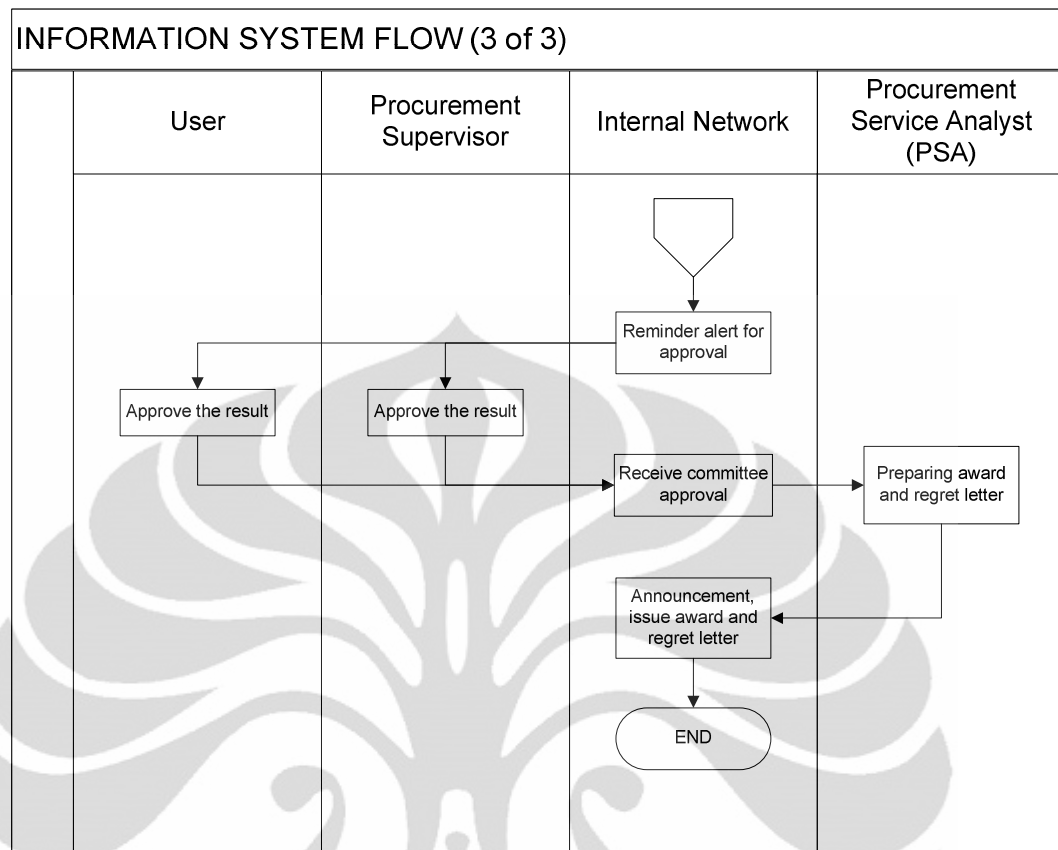 INFORMATION SYSTEM FLOW (3 of 3)
User
Procurement
Supervisor
Internal Network
Procurement
Service Analyst
(PSA)
Reminder alert for
approval
Approve the result
Approve the result
Receive committee
approval
Preparing award
and regret letter
Announcement,
issue award and
regret letter
END